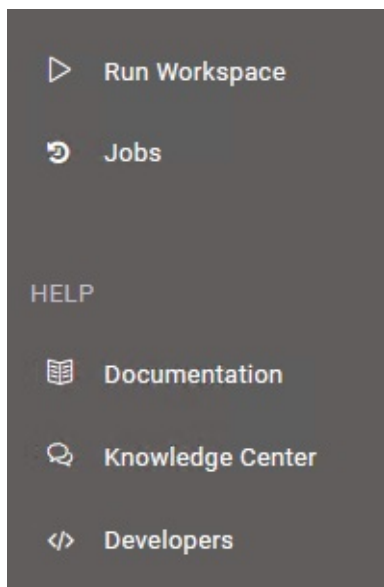 Run Workspace
Jobs
HELP
Documentation
Knowledge Center
Developers